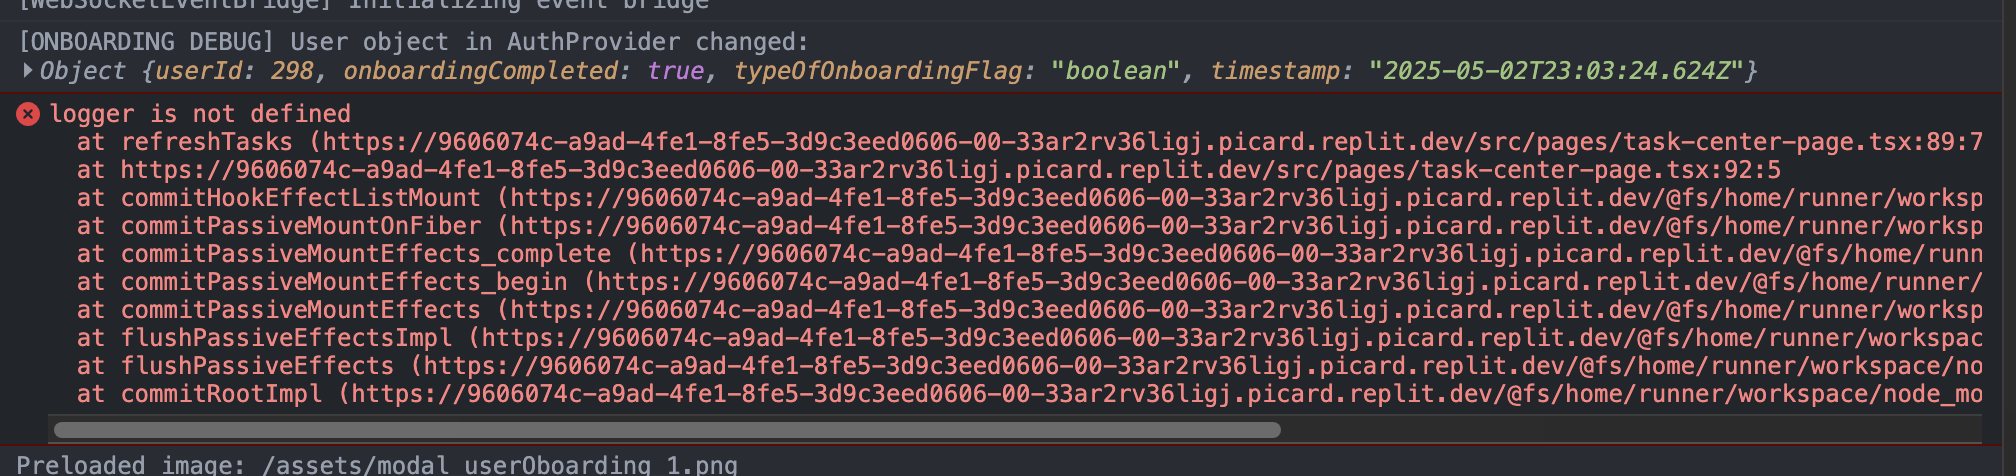 [WebSocketEventBridge] Initializing event bridge
[ONBOARDING DEBUG] User object in AuthProvider changed:
Object {userId: 298, onboardingCompleted: true, typeOfOnboardingFlag: "boolean", timestamp: "2025-05-02T23:03:24.624Z"}
logger is not defined
at refreshTasks (https://9606074c-a9ad-4fe1-8fe5-3d9c3eed0606-00-33ar2rv36ligj.picard.replit.dev/src/pages/task-center-page.tsx:89:7
at https://9606074c-a9ad-4fe1-8fe5-3d9c3eed0606-00-33ar2rv36ligj.picard.replit.dev/src/pages/task-center-page.tsx:92:5
at commitHookEffectListMount (https://9606074c-a9ad-4fe1-8fe5-3d9c3eed0606-00-33ar2rv36ligj.picard.replit.dev/@fs/home/runner/worksp
at commitPassiveMountOnFiber (https://9606074c-a9ad-4fe1-8fe5-3d9c3eed0606-00-33ar2rv36ligj.picard.replit.dev/@fs/home/runner/worksp
at commitPassiveMountEffects_complete (https://9606074c-a9ad-4fe1-8fe5-3d9c3eed0606-00-33ar2rv36ligj.picard.replit.dev/@fs/home/runn
at commitPassiveMountEffects_begin (https://9606074c-a9ad-4fe1-8fe5-3d9c3eed0606-00-33ar2rv36ligj.picard.replit.dev/@fs/home/runner/
at commitPassiveMountEffects (https://9606074c-a9ad-4fe1-8fe5-3d9c3eed0606-00-33ar2rv36ligj.picard.replit.dev/@fs/home/runner/worksp
at flushPassiveEffectsImpl (https://9606074c-a9ad-4fe1-8fe5-3d9c3eed0606-00-33ar2rv36ligj.picard.replit.dev/@fs/home/runner/workspac
at flushPassiveEffects (https://9606074c-a9ad-4fe1-8fe5-3d9c3eed0606-00-33ar2rv36ligj.picard.replit.dev/@fs/home/runner/workspace/no
at commitRootImpl (https://9606074c-a9ad-4fe1-8fe5-3d9c3eed0606-00-33ar2rv36ligj.picard.replit.dev/@fs/home/runner/workspace/node_mo
Preloaded image: /assets/modal_userOboarding_1.png